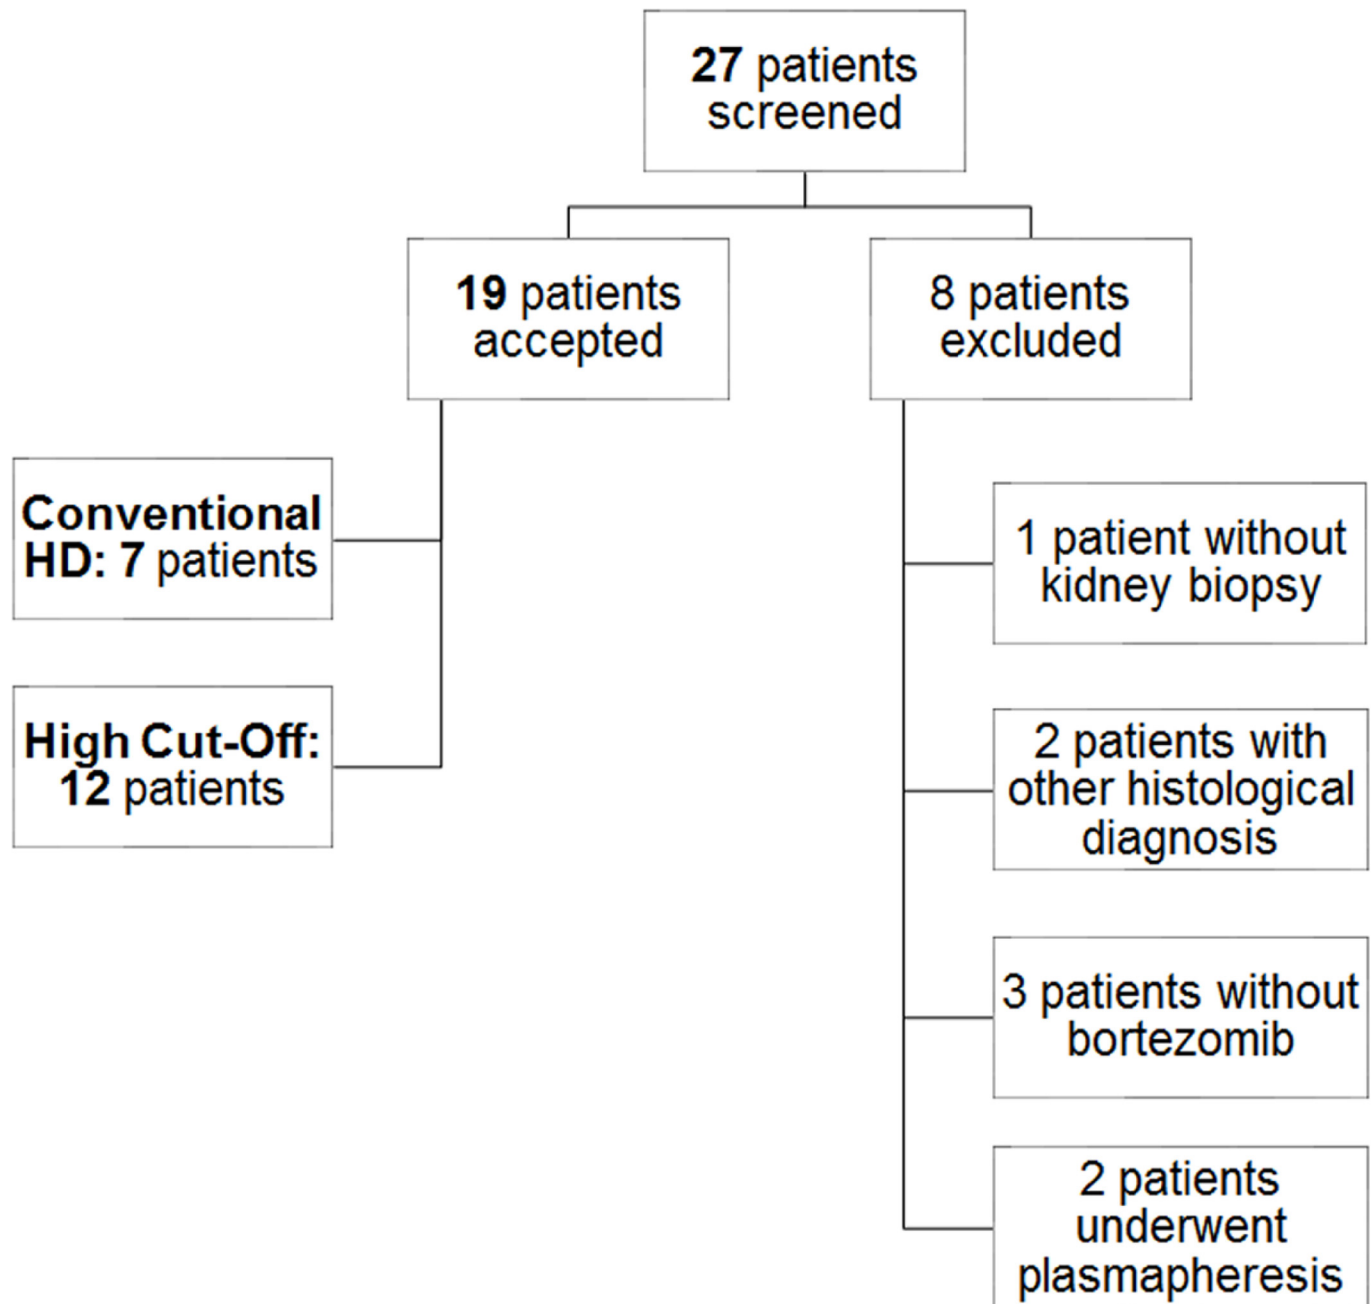 27 patients
screened
19 patients
accepted
8 patients
excluded
Conventional
HD: 7 patients
High Cut-Off:
12 patients
1 patient without
kidney biopsy
2 patients with
other histological
diagnosis
3 patients without
bortezomib
2 patients
underwent
plasmapheresis